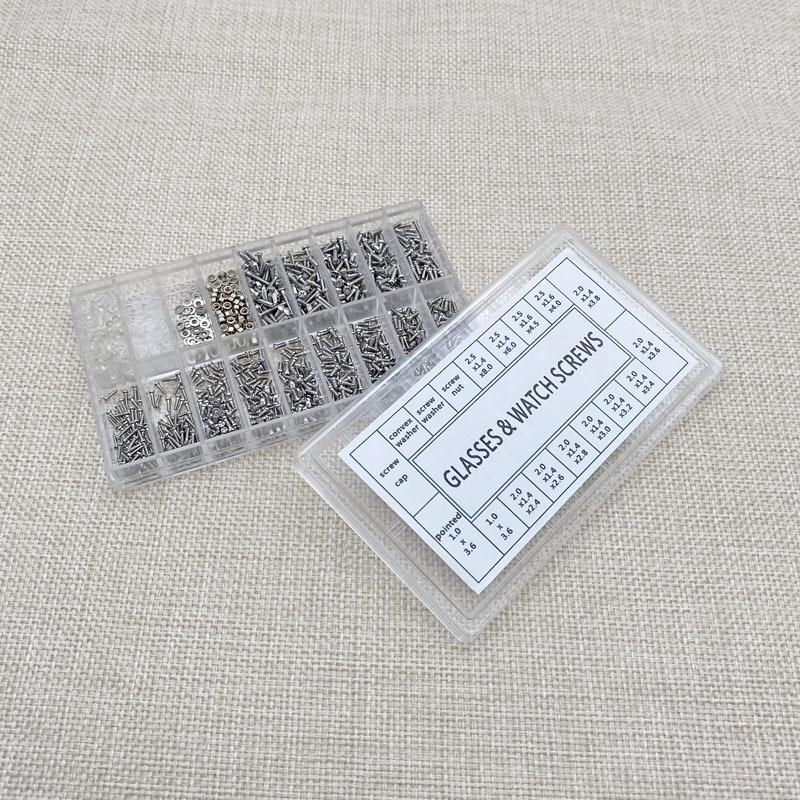 screw
cap
convex
washer
screw
washer
screw
nut
2.5
x1.4
x8.0
2.5
x1.4
x6.0
2.5
x1.6
x4.5
2.5
x1.6
x4.0
2.0
x1.4
x3.8
GLASSES & WATCH SCREWS
2.0
x1.4
x3.6
pointed
1.0
x
3.6
1.0
x
3.6
2.0
x1.4
x2.4
2.0
x1.4
x2.6
2.0
x1.4
x2.8
2.0
x1.4
x3.0
2.0
x1.4
x3.2
2.0
x1.4
x3.4